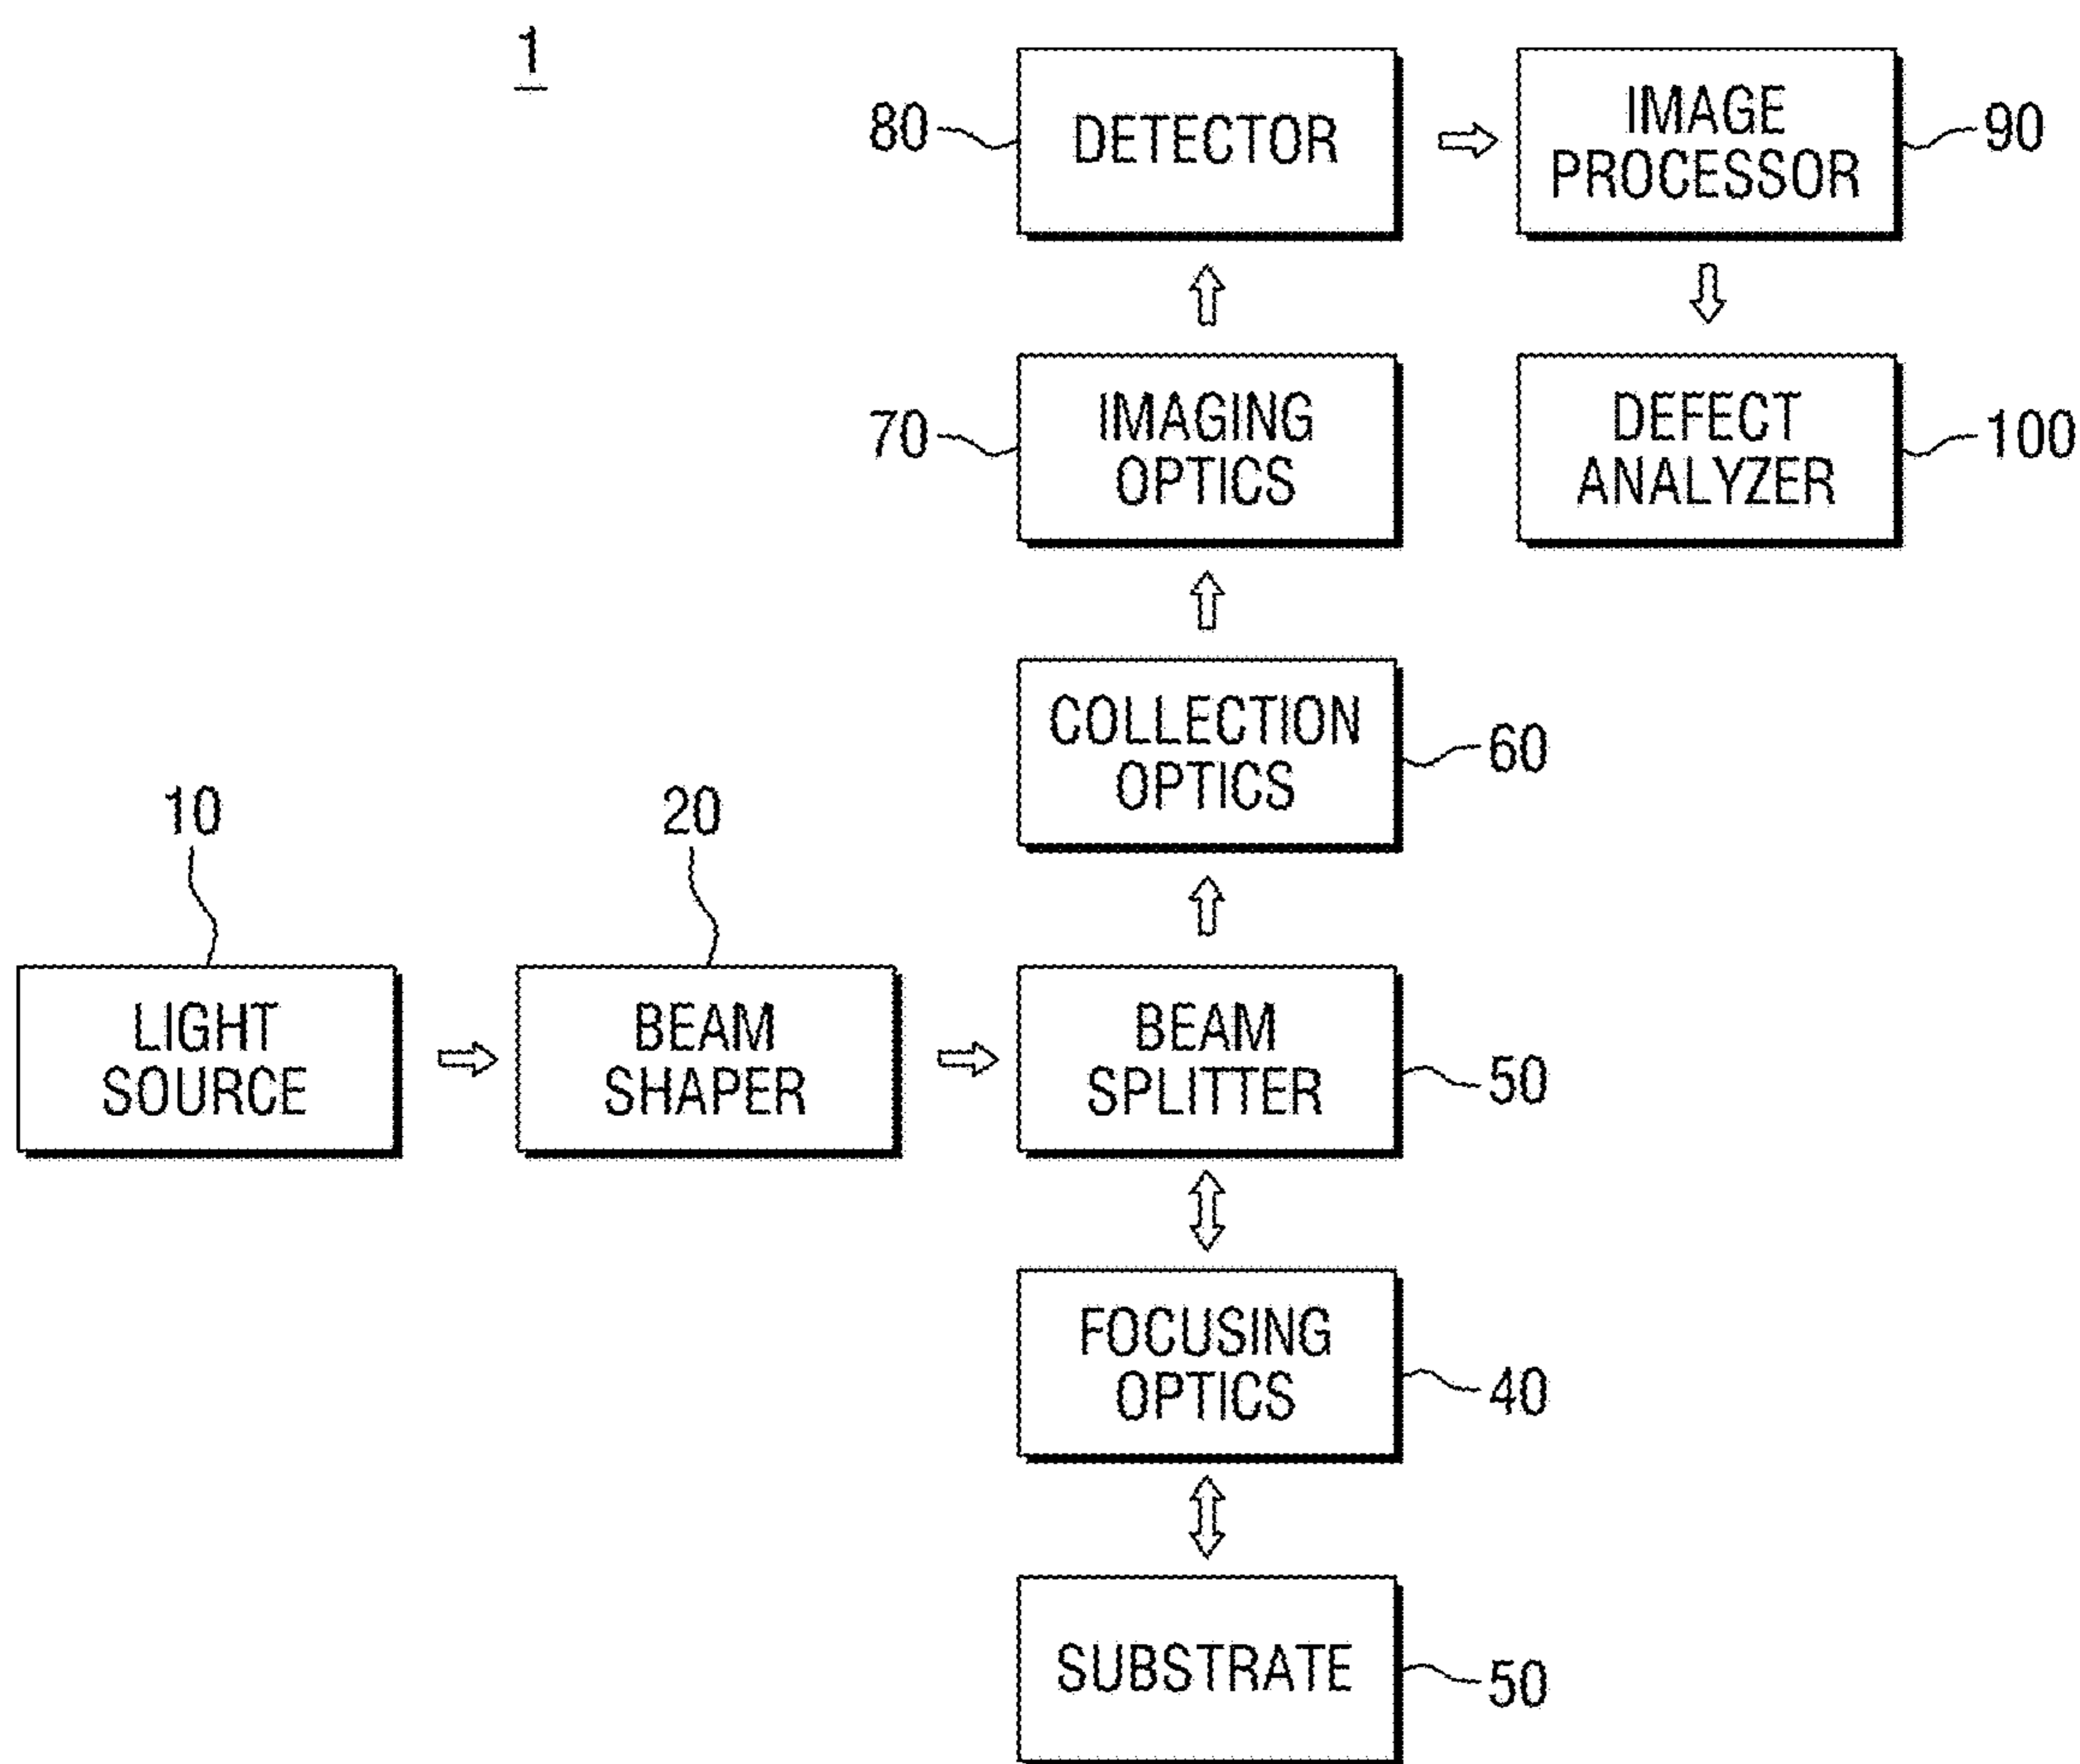 1
80
DETECTOR
IMAGE
PROCESSOR
90
70
IMAGING
OPTICS
DEFECT
ANALYZER
100
COLLECTION
OPTICS
60
10
20
LIGHT
SOURCE
BEAM
SHAPER
BEAM
SPLITTER
50
FOCUSING
OPTICS
40
SUBSTRATE
50